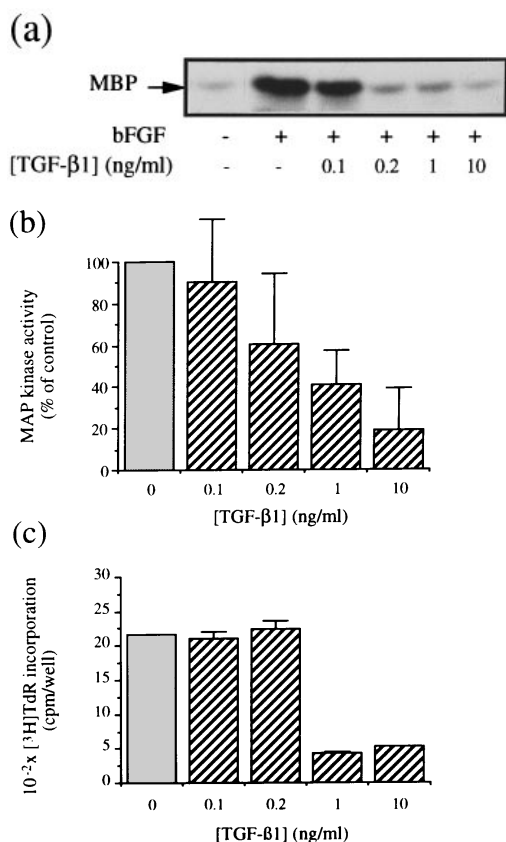 (a)
MBP
bFGF - + + + + +
[TGF-β1] (ng/ml) - - 0.1 0.2 1 10
(b)
MAP kinase activity
(% of control)
100
80
60
40
20
0
0 0.1 0.2 1 10
[TGF-β1] (ng/ml)
(c)
10⁻²x [³H]TdR incorporation
(cpm/well)
30
25
20
15
10
5
0
0 0.1 0.2 1 10
[TGF-ß1] (ng/ml)